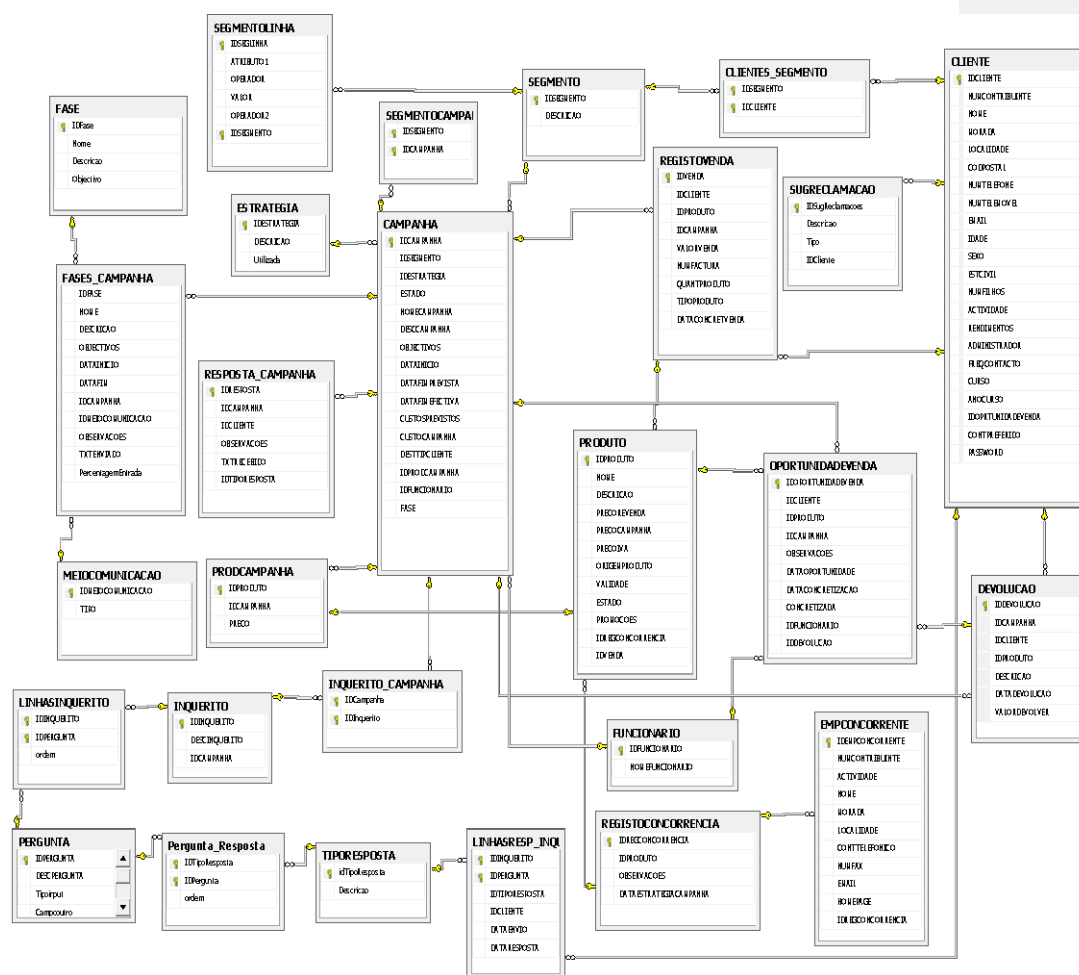 SEGMENTOLINHA
IDSEGLINHA
ATRIBUTO1
OPERADOR
VALOR
OPERADOR2
IDSEGMENTO
SEGMENTO
IDSEGMENTO
DESCRICAO
CLIENTES_SEGMENTO
IDSEGMENTO
IDCLIENTE
CLIENTE
IDCLIENTE
NUMCONTRIBUINTE
NOME
MORADA
LOCALIDADE
CODPOSTAL
NUMTELEFONE
NUMTELEMOVEL
EMAIL
IDADE
SEXO
ESTCIVIL
NUMFILHOS
ACTIVIDADE
RENDIMENTOS
ADMINISTRADOR
FREQCONTACTO
CURSO
ANOCURSO
IDOPRTUNIDADEVENDA
CONTPREFERIDO
PASSWORD
FASE
IDFase
Nome
Descricao
Objectivo
SEGMENTOCAMPA
IDSEGMENTO
IDCAMPANHA
REGISTOVENDA
IDVENDA
IDCLIENTE
IDPRODUTO
IDCAMPANHA
VALORVENDA
NUMFACTURA
QUANTPRODUTO
TIPOPRODUTO
DATACONCRETVENDA
SUGRECLAMACAO
IDSugReclamacoes
Descricao
Tipo
IDCliente
ESTRATEGIA
IDESTRATEGIA
DESCRICAO
Utilizada
CAMPANHA
IDCAMPANHA
IDSEGMENTO
IDESTRATEGIA
ESTADO
NOMECAMPANHA
DESCCAMPANHA
OBJECTIVOS
DATAINICIO
DATAFIMPREVISTA
DATAFIMEFECTIVA
CUSTOSPREVISTOS
CUSTOCAMPANHA
DESTTIPCLIENTE
IDPRODCAMPANHA
IDFUNCIONARIO
FASE
FASES_CAMPANHA
IDFASE
NOME
DESCRICAO
OBJECTIVOS
DATAINICIO
DATAFIM
IDCAMPANHA
IDMEIOCOMUNICACAO
OBSERVACOES
TXTENVIADO
PercentagemEntrada
RESPOSTA_CAMPANHA
IDRESPOSTA
IDCAMPANHA
IDCLIENTE
OBSERVACOES
TXTRECEBIDO
IDTIPORESPOSTA
PRODUTO
IDPRODUTO
NOME
DESCRICAO
PRECOREVENDA
PRECOCAMPANHA
PRECOIVA
ORIGEMPRODUTO
VALIDADE
ESTADO
PROMOCOES
IDREGCONCORRENCIA
IDVENDA
OPORTUNIDADEVENDA
IDOPORTUNIDADEVENDA
IDCLIENTE
IDPRODUTO
IDCAMPANHA
OBSERVACOES
DATAOPORTUNIDADE
DATACONCRETIZACAO
CONCRETIZADA
IDFUNCIONARIO
IDDEVOLUCAO
MEIOCOMUNICACAO
IDMEIOCOMUNICACAO
TIPO
PRODCAMPANHA
IDPRODUTO
IDCAMPANHA
PRECO
DEVOLUCAO
IDDEVOLUCAO
IDCAMPANHA
IDCLIENTE
IDPRODUTO
DESCRICAO
DATADEVOLUCAO
VALORDEVOLVER
LINHASINQUERITO
IDINQUERITO
IDPERGUNTA
ordem
INQUERITO
IDINQUERITO
DESCINQUERITO
IDCAMPANHA
INQUERITO_CAMPANHA
IDCampanha
IDInquerito
FUNCIONARIO
IDFUNCIONARIO
NOMEFUNCIONARIO
EMPCONCORRENTE
IDEMPCONCORRENTE
NUMCONTRIBUINTE
ACTIVIDADE
NOME
MORADA
LOCALIDADE
CONTTELEFONICO
NUMFAX
EMAIL
HOMEPAGE
IDREGCONCORRENCIA
REGISTOCONCORRENCIA
IDREGCONCORRENCIA
IDPRODUTO
OBSERVACOES
DATAESTRATEGIACAMPANHA
PERGUNTA
IDPERGUNTA
DESCPERGUNTA
TipoInput
Campooutro
Pergunta_Resposta
IDTipoResposta
IDPergunta
ordem
TIPORESPOSTA
idTipoResposta
Descricao
LINHASRESP_INQU
IDINQUERITO
IDPERGUNTA
IDTIPORESPOSTA
IDCLIENTE
DATAENVIO
DATARESPOSTA